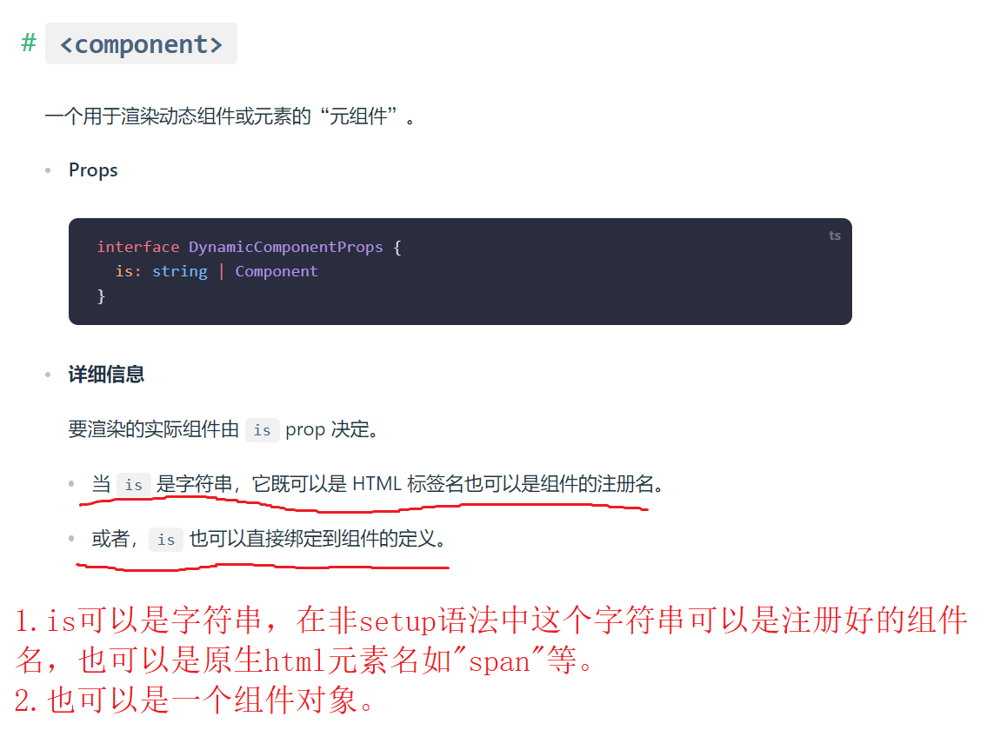 # <component>
一个用于渲染动态组件或元素的“元组件”。
Props
ts
interface DynamicComponentProps {
is: string | Component
}
详细信息
要渲染的实际组件由 is prop 决定。
当 is 是字符串，它既可以是 HTML 标签名也可以是组件的注册名。
或者，is 也可以直接绑定到组件的定义。
1.is可以是字符串，在非setup语法中这个字符串可以是注册好的组件
名，也可以是原生html元素名如"span"等。
2.也可以是一个组件对象。